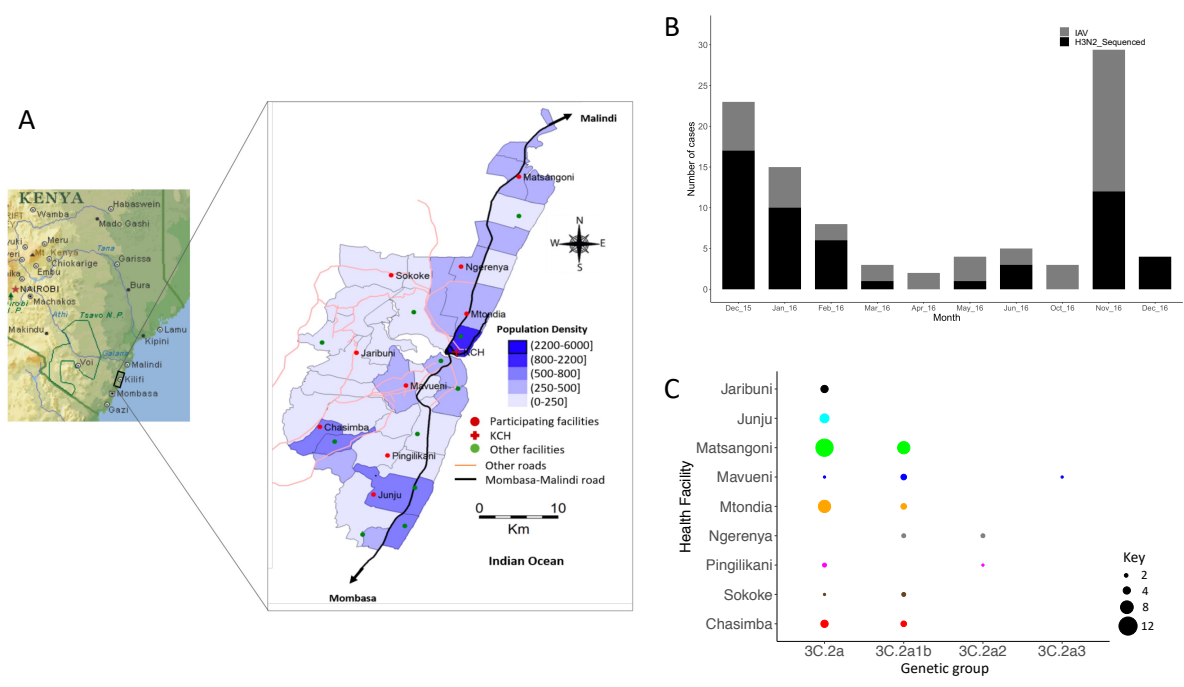 A
KENYA
Wamba
Habaswein
Mado Gashi
Meru
Mt Kenya
Chiokarige
Embu
Tana
Garissa
NAIROBI
Machakos
Bura
Athi
Tsavo N.P.
Makindu
Lamu
Kipini
Galana
Voi
Malindi
Kilifi
Mombasa
Gazi
Malindi
Matsangoni
N
W E
S
Ngerenya
Sokoke
Mtondia
KCH
Jaribuni
Mavueni
Chasimba
Pingilikani
Junju
Population Density
(2200-6000]
(800-2200]
(500-800]
(250-500]
(0-250]
Participating facilities
KCH
Other facilities
Other roads
Mombasa-Malindi road
0 10
Km
Indian Ocean
Mombasa
B
IAV
H3N2_Sequenced
Number of cases
30
25
20
15
10
5
0
Dec_15 Jan_16 Feb_16 Mar_16 Apr_16 May_16 Jun_16 Oct_16 Nov_16 Dec_16
Month
C
Health Facility
Jaribuni
Junju
Matsangoni
Mavueni
Mtondia
Ngerenya
Pingilikani
Sokoke
Chasimba
3C.2a 3C.2a1b 3C.2a2 3C.2a3
Genetic group
Key
2
4
8
12